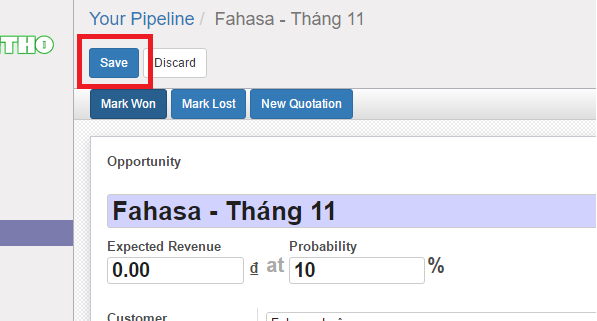 Your Pipeline / Fahasa - Tháng 11
THO
Save Discard
Mark Won Mark Lost New Quotation
Opportunity
Fahasa - Tháng 11
Expected Revenue Probability
0.00 đ at 10 %
Customer